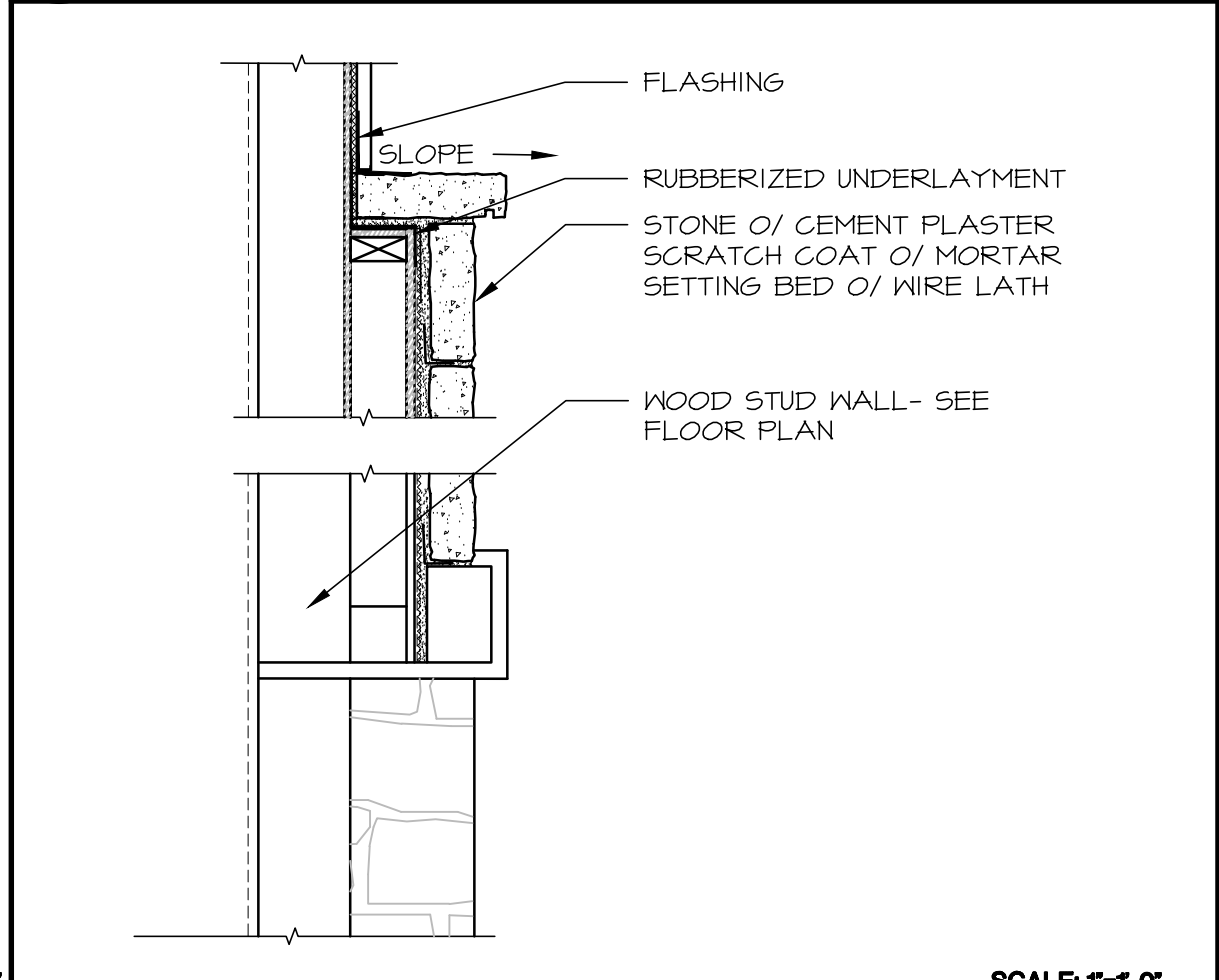 FLASHING
SLOPE
RUBBERIZED UNDERLAYMENT
STONE O/ CEMENT PLASTER
SCRATCH COAT O/ MORTAR
SETTING BED O/ WIRE LATH
WOOD STUD WALL- SEE
FLOOR PLAN
SCALE: 1"=1'-0"